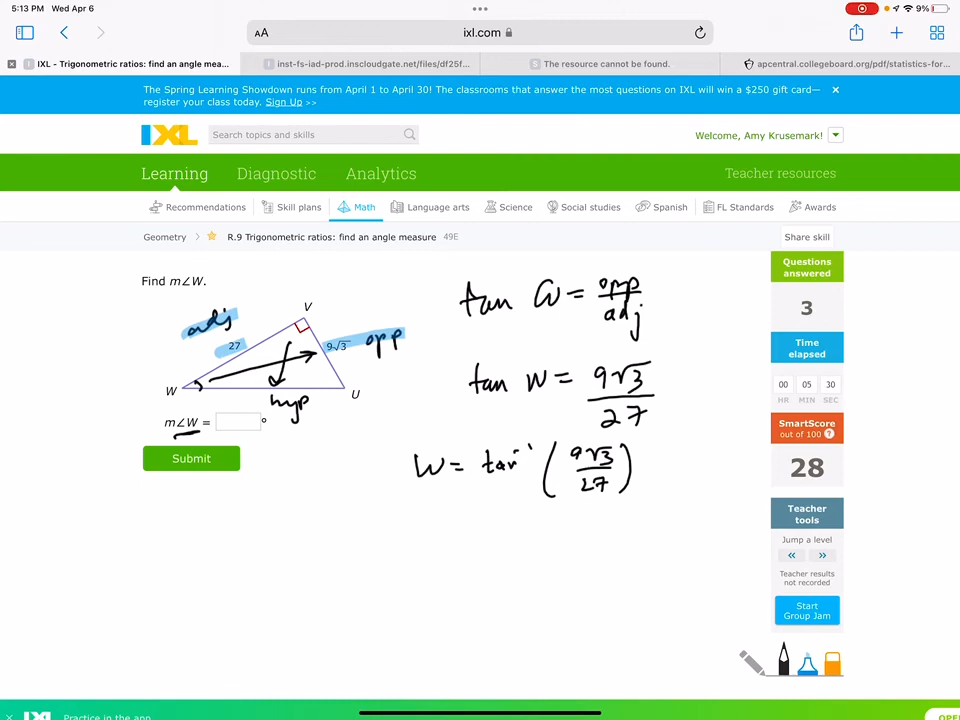 5:13 PM Wed Apr 6
9%
AA
ixl.com
IXL - Trigonometric ratios: find an angle mea...
inst-fs-iad-prod.inscloudgate.net/files/df25f...
The resource cannot be found.
apcentral.collegeboard.org/pdf/statistics-for...
The Spring Learning Showdown runs from April 1 to April 30! The classrooms that answer the most questions on IXL will win a $250 gift card—
register your class today. Sign Up >>
IXL
Search topics and skills
Welcome, Amy Krusemark!
Learning Diagnostic Analytics
Teacher resources
Recommendations Skill plans Math Language arts Science Social studies Spanish FL Standards Awards
Geometry > R.9 Trigonometric ratios: find an angle measure 49E
Share skill
Find m∠W.
V
adj
27
9√3 opp
W
U
hyp
m∠W = °
Submit
tan W = opp/adj
tan W = 9√3/27
W = tan⁻¹ (9√3/27)
Questions
answered
3
Time
elapsed
00 05 30
HR MIN SEC
SmartScore
out of 100 ?
28
Teacher
tools
Jump a level
« »
Teacher results
not recorded
Start
Group Jam
IXL Practice in the app
OPE